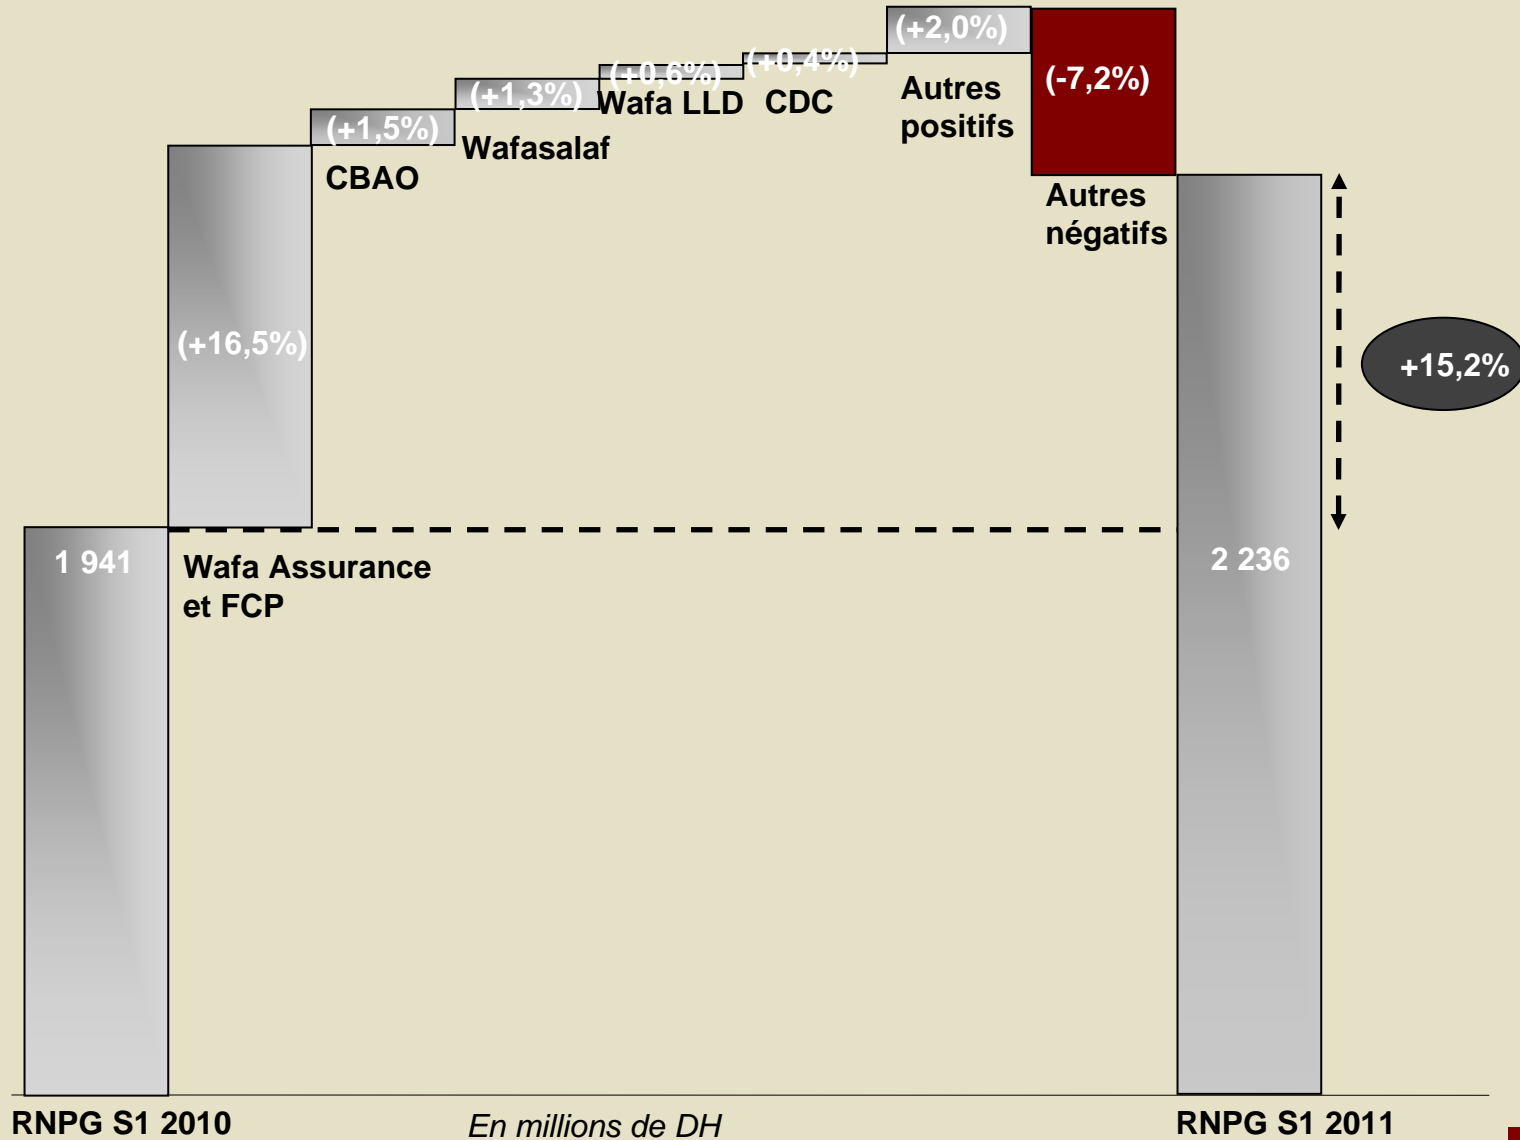 (+2,0%)
(-7,2%)
(+0,6%)
(+0,4%)
(+1,3%)
Wafa LLD
CDC
Autres
positifs
(+1,5%)
Wafasalaf
CBAO
Autres
négatifs
(+16,5%)
+15,2%
1 941
Wafa Assurance
et FCP
2 236
RNPG S1 2010
En millions de DH
RNPG S1 2011